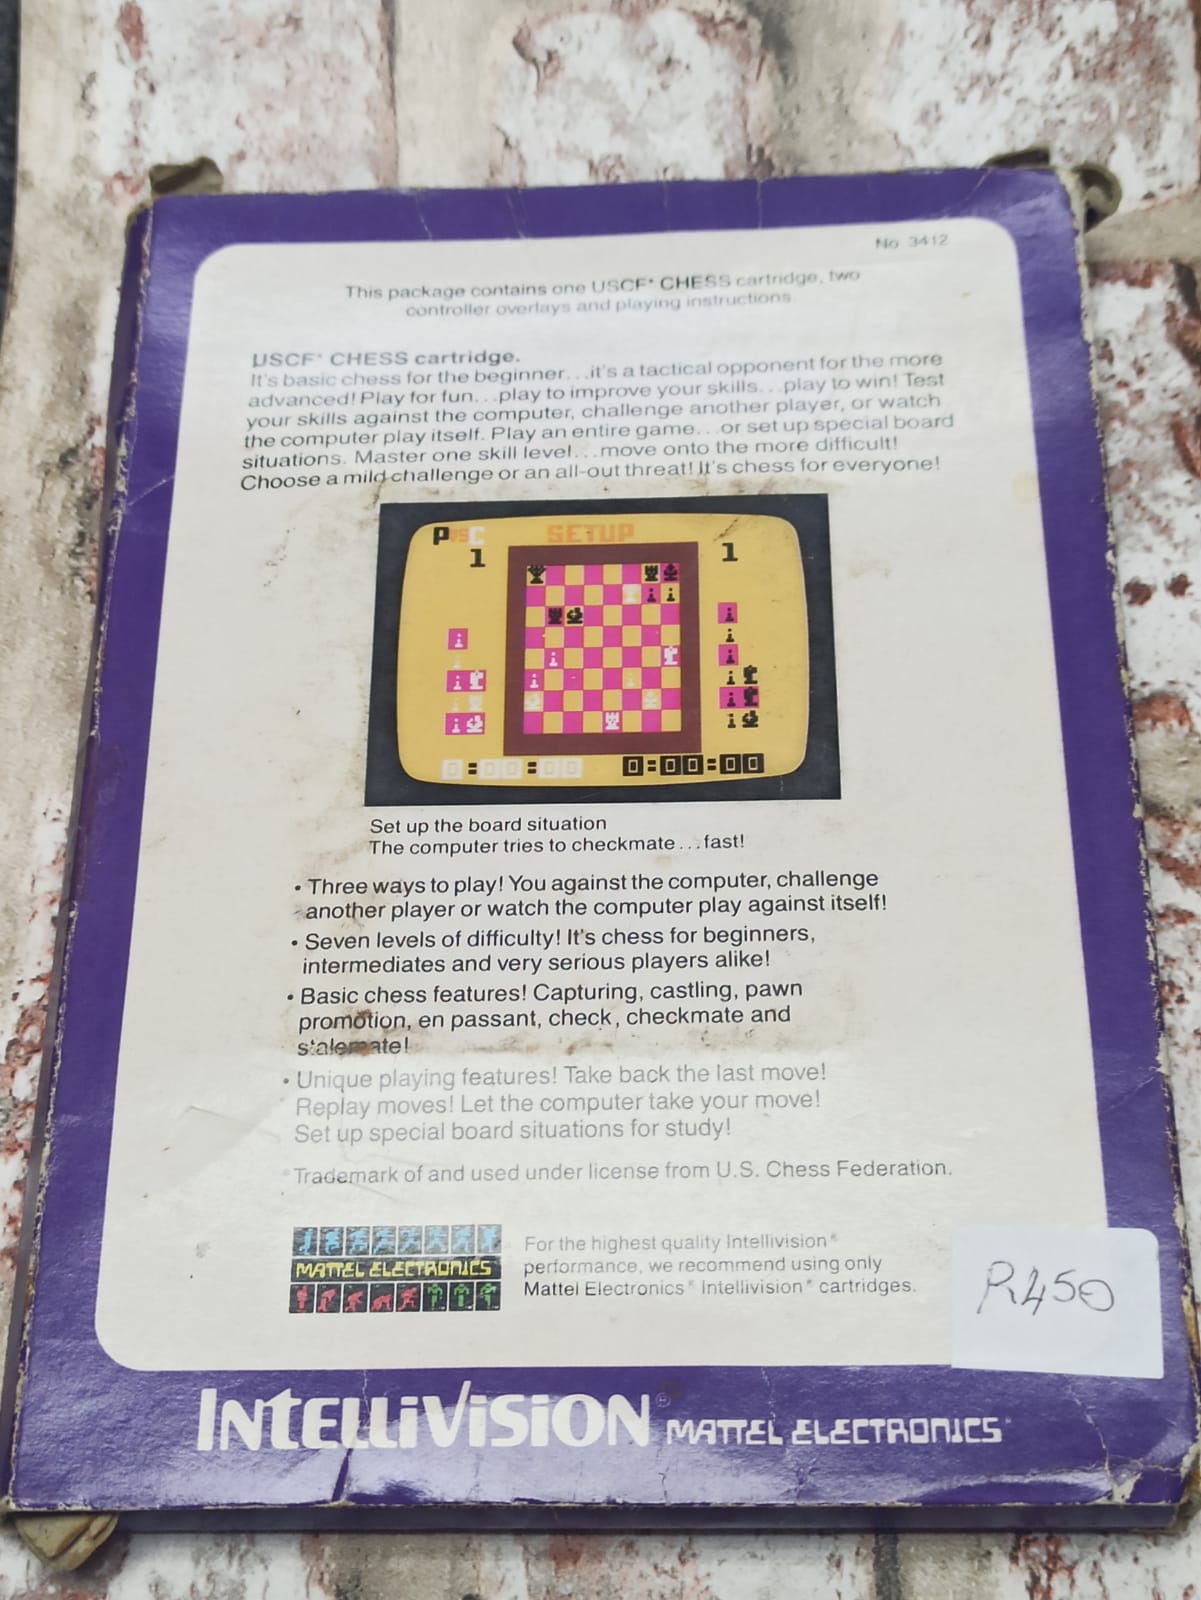 No. 3412
This package contains one USCF* CHESS cartridge, two
controller overlays and playing instructions.
USCF* CHESS cartridge.
It's basic chess for the beginner...it's a tactical opponent for the more
advanced! Play for fun...play to improve your skills...play to win! Test
your skills against the computer, challenge another player, or watch
the computer play itself. Play an entire game...or set up special board
situations. Master one skill level...move onto the more difficult!
Choose a mild challenge or an all-out threat! It's chess for everyone!
PVSC SETUP
1 1
0:00:00 0:00:00
Set up the board situation
The computer tries to checkmate...fast!
• Three ways to play! You against the computer, challenge
another player or watch the computer play against itself!
• Seven levels of difficulty! It's chess for beginners,
intermediates and very serious players alike!
• Basic chess features! Capturing, castling, pawn
promotion, en passant, check, checkmate and
stalemate!
• Unique playing features! Take back the last move!
Replay moves! Let the computer take your move!
Set up special board situations for study!
*Trademark of and used under license from U.S. Chess Federation.
MATTEL ELECTRONICS
For the highest quality Intellivision®
performance, we recommend using only
Mattel Electronics® Intellivision® cartridges.
R450
INTELLIVISION® MATTEL ELECTRONICS®